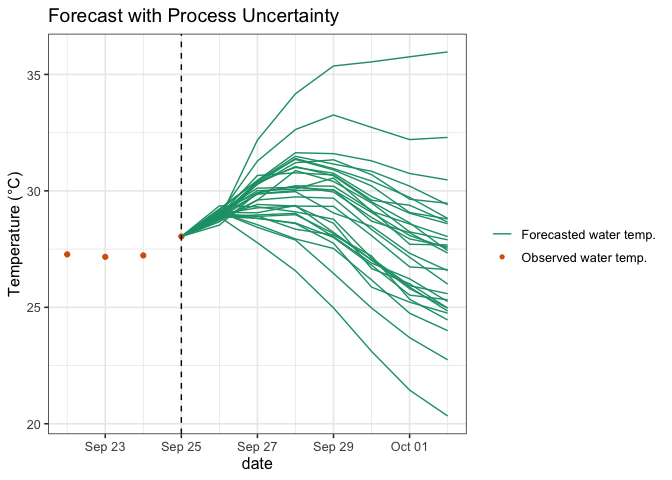 Forecast with Process Uncertainty
Temperature (°C)
35
30
25
20
Sep 23
Sep 25
Sep 27
Sep 29
Oct 01
date
Forecasted water temp.
Observed water temp.